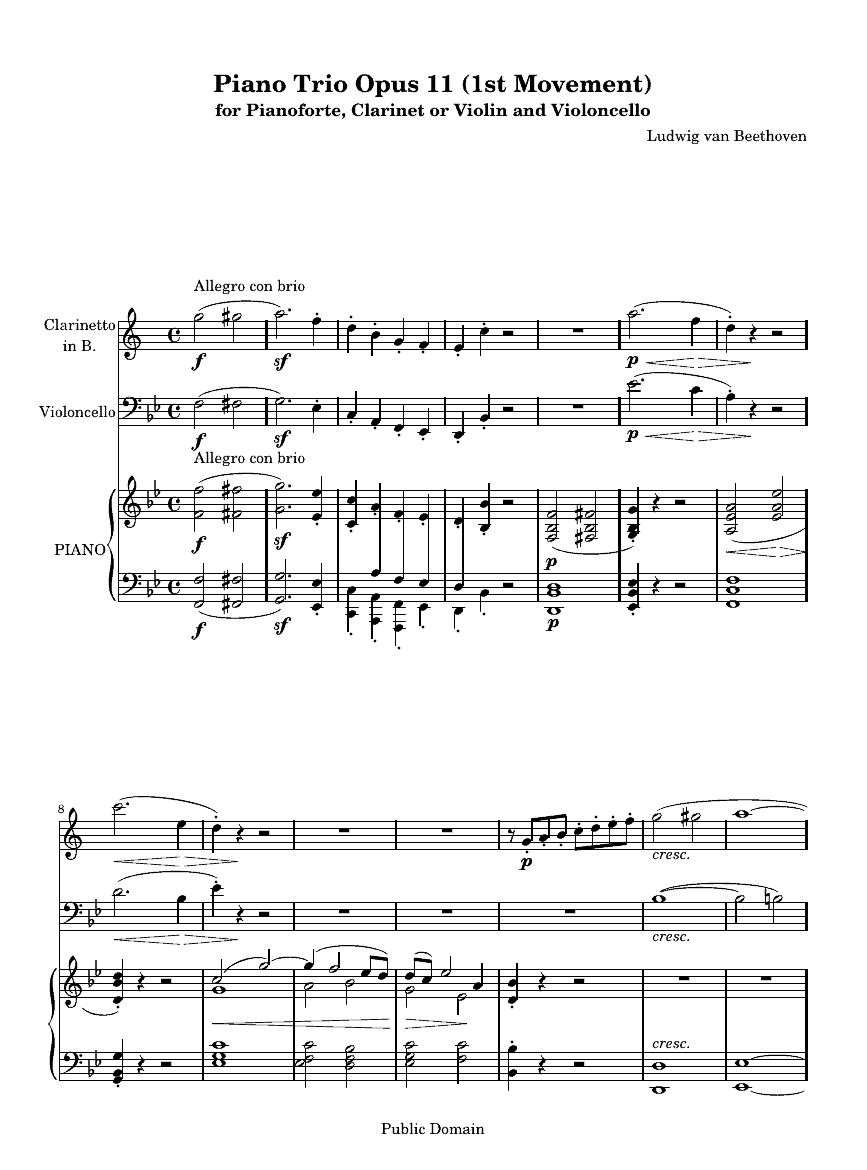 Piano Trio Opus 11 (1st Movement)
for Pianoforte, Clarinet or Violin and Violoncello
Ludwig van Beethoven
Allegro con brio
Clarinetto
in B.
f sf p
Violoncello
f sf p
Allegro con brio
PIANO
f sf p
f sf p
8
p cresc.
cresc.
cresc.
Public Domain